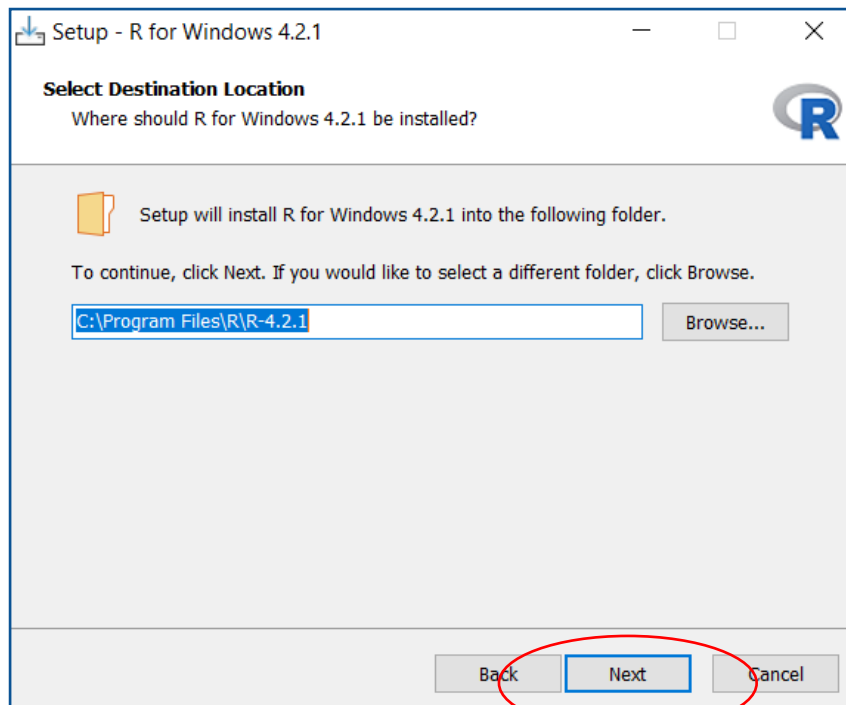 Setup - R for Windows 4.2.1
Select Destination Location
Where should R for Windows 4.2.1 be installed?
R
Setup will install R for Windows 4.2.1 into the following folder.
To continue, click Next. If you would like to select a different folder, click Browse.
C:\Program Files\R\R-4.2.1 Browse...
Back Next Cancel